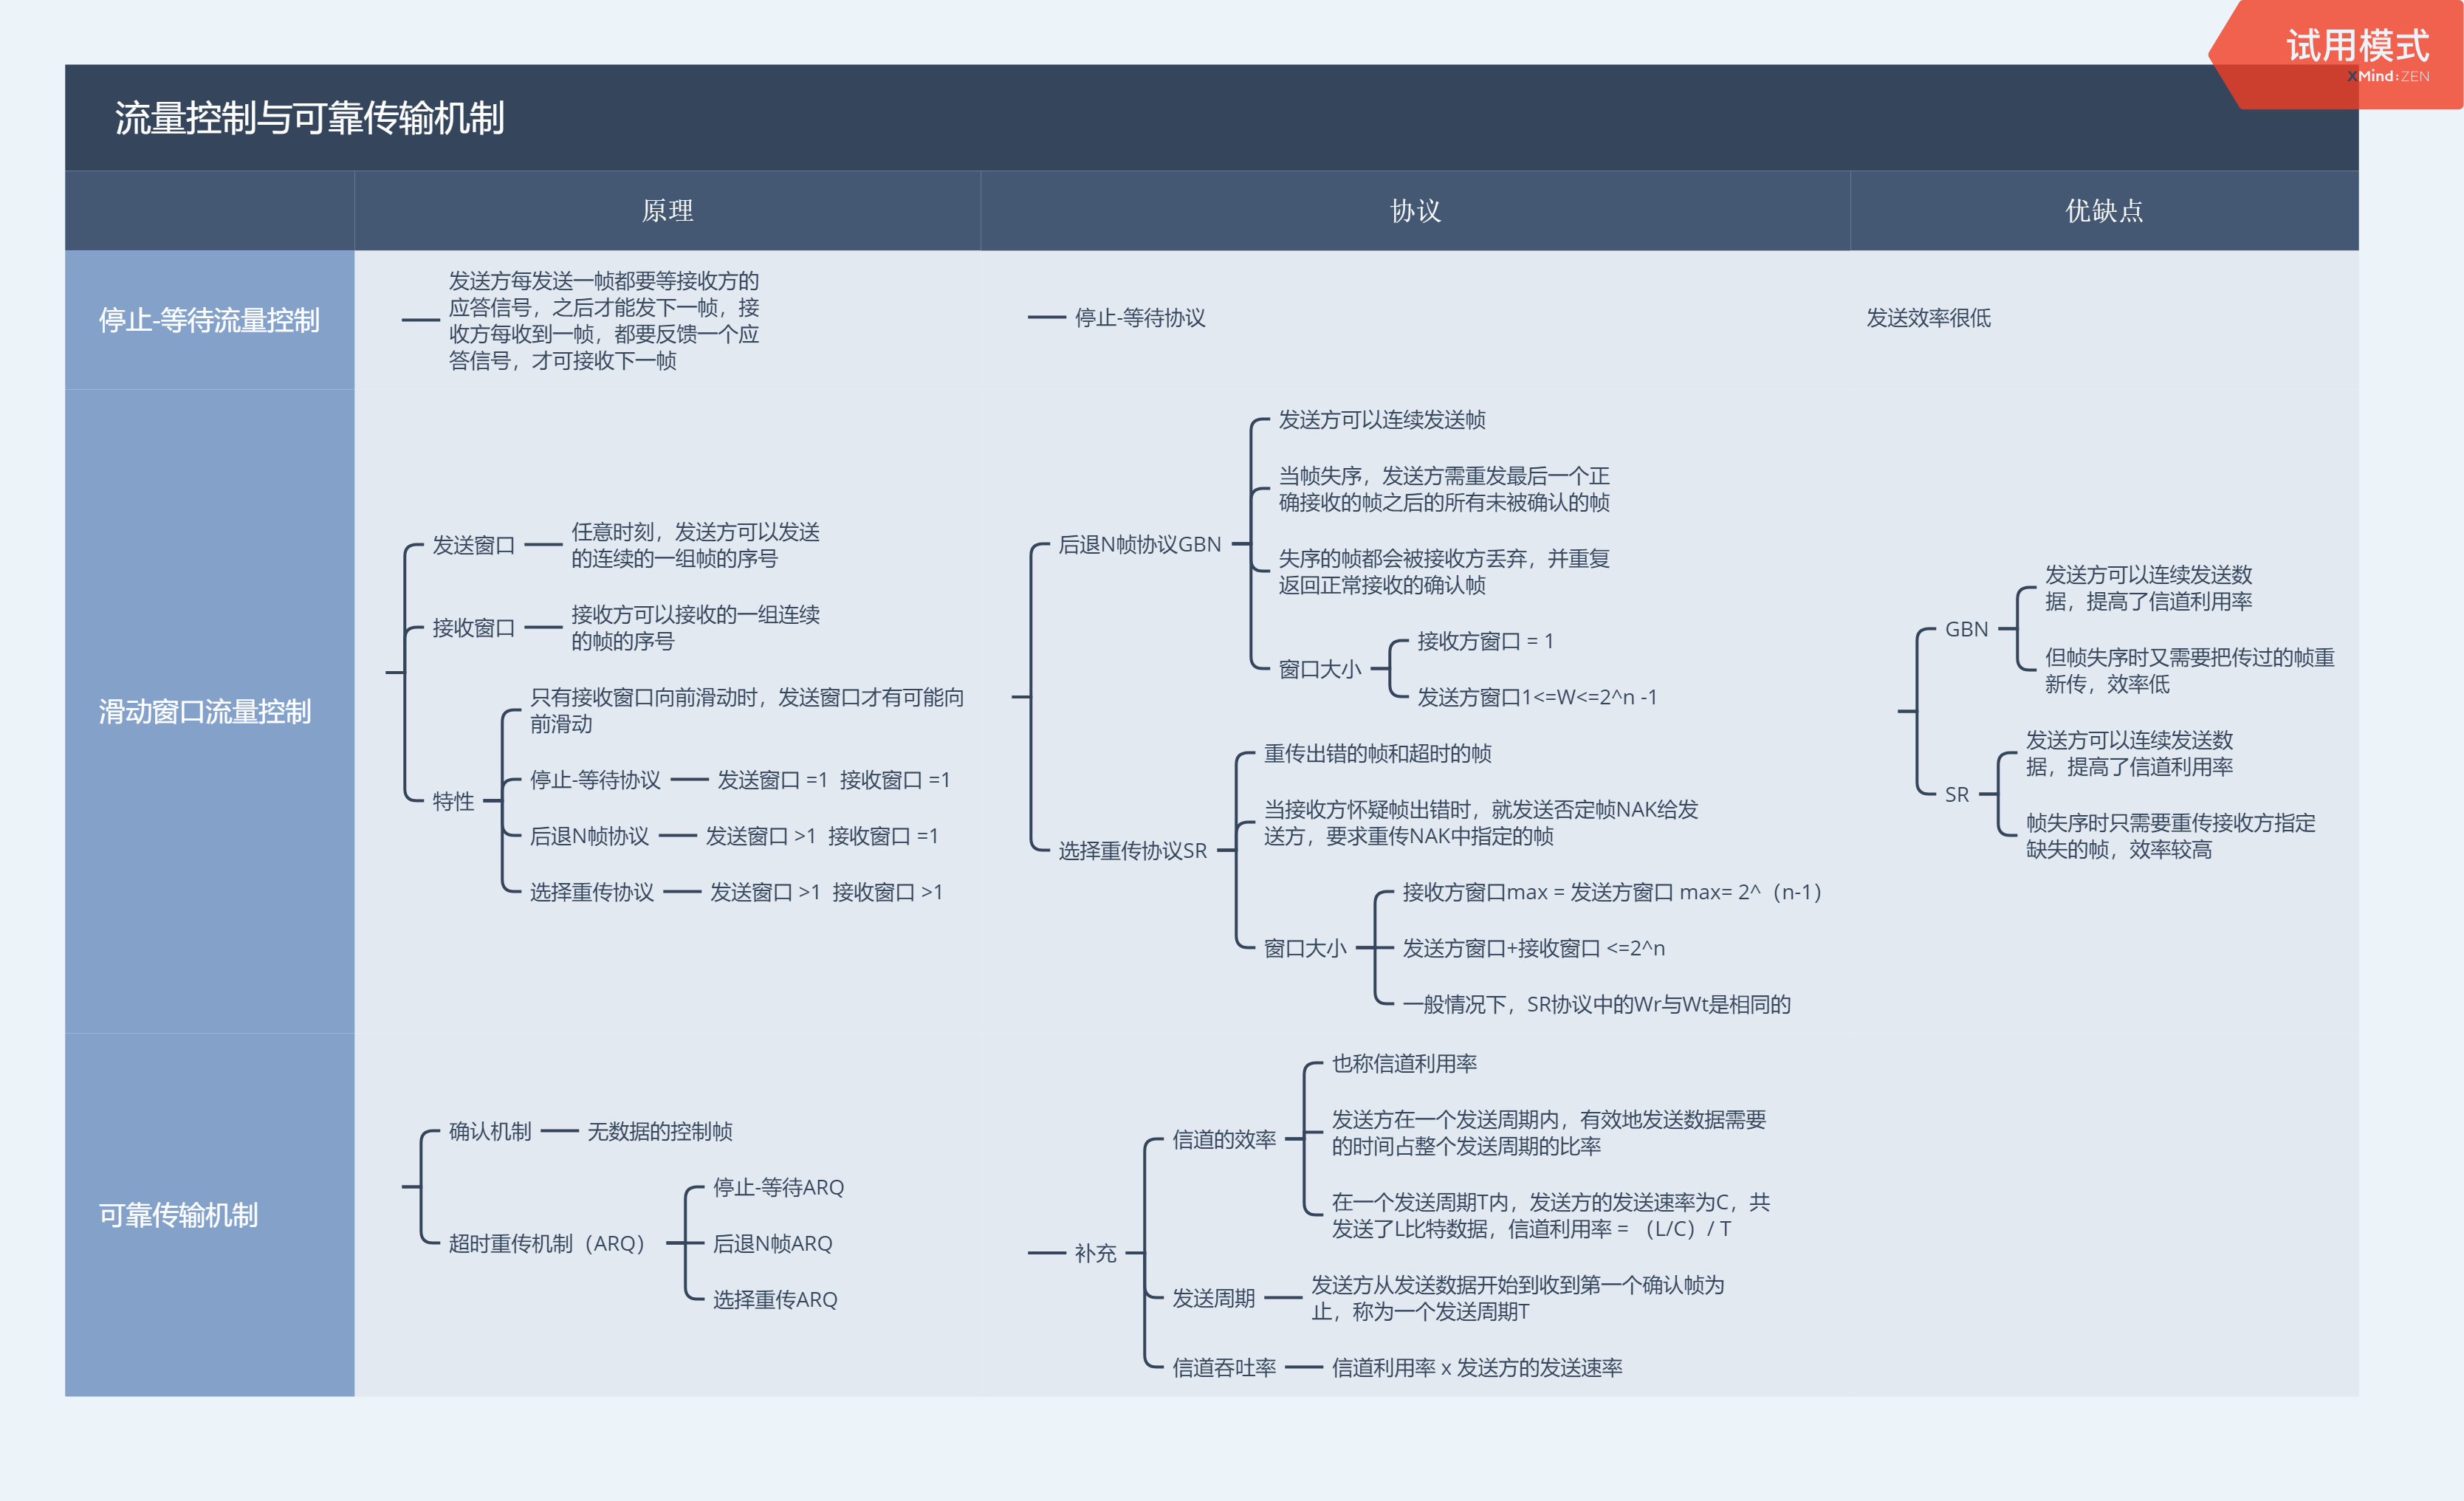 试用模式
XMind:ZEN
流量控制与可靠传输机制
原理
协议
优缺点
停止-等待流量控制
发送方每发送一帧都要等接收方的
应答信号，之后才能发下一帧，接
收方每收到一帧，都要反馈一个应
答信号，才可接收下一帧
停止-等待协议
发送效率很低
滑动窗口流量控制
发送窗口
任意时刻，发送方可以发送
的连续的一组帧的序号
接收窗口
接收方可以接收的一组连续
的帧的序号
特性
只有接收窗口向前滑动时，发送窗口才有可能向
前滑动
停止-等待协议
发送窗口 =1 接收窗口 =1
后退N帧协议
发送窗口 >1 接收窗口 =1
选择重传协议
发送窗口 >1 接收窗口 >1
后退N帧协议GBN
发送方可以连续发送帧
当帧失序，发送方需重发最后一个正
确接收的帧之后的所有未被确认的帧
失序的帧都会被接收方丢弃，并重复
返回正常接收的确认帧
窗口大小
接收方窗口 = 1
发送方窗口1<=W<=2^n -1
选择重传协议SR
重传出错的帧和超时的帧
当接收方怀疑帧出错时，就发送否定帧NAK给发
送方，要求重传NAK中指定的帧
窗口大小
接收方窗口max = 发送方窗口 max= 2^（n-1）
发送方窗口+接收窗口 <=2^n
一般情况下，SR协议中的Wr与Wt是相同的
GBN
发送方可以连续发送数
据，提高了信道利用率
但帧失序时又需要把传过的帧重
新传，效率低
SR
发送方可以连续发送数
据，提高了信道利用率
帧失序时只需要重传接收方指定
缺失的帧，效率较高
可靠传输机制
确认机制
无数据的控制帧
超时重传机制（ARQ）
停止-等待ARQ
后退N帧ARQ
选择重传ARQ
补充
信道的效率
也称信道利用率
发送方在一个发送周期内，有效地发送数据需要
的时间占整个发送周期的比率
在一个发送周期T内，发送方的发送速率为C，共
发送了L比特数据，信道利用率 = （L/C）/ T
发送周期
发送方从发送数据开始到收到第一个确认帧为
止，称为一个发送周期T
信道吞吐率
信道利用率 x 发送方的发送速率